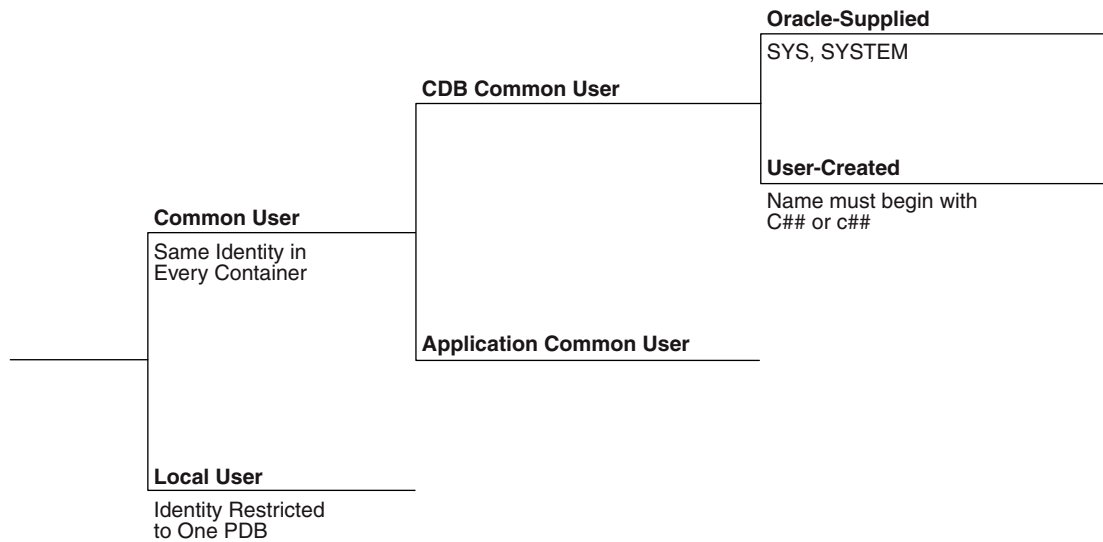 Oracle-Supplied
SYS, SYSTEM
CDB Common User
User-Created
Name must begin with
C## or c##
Common User
Same Identity in
Every Container
Application Common User
Local User
Identity Restricted
to One PDB